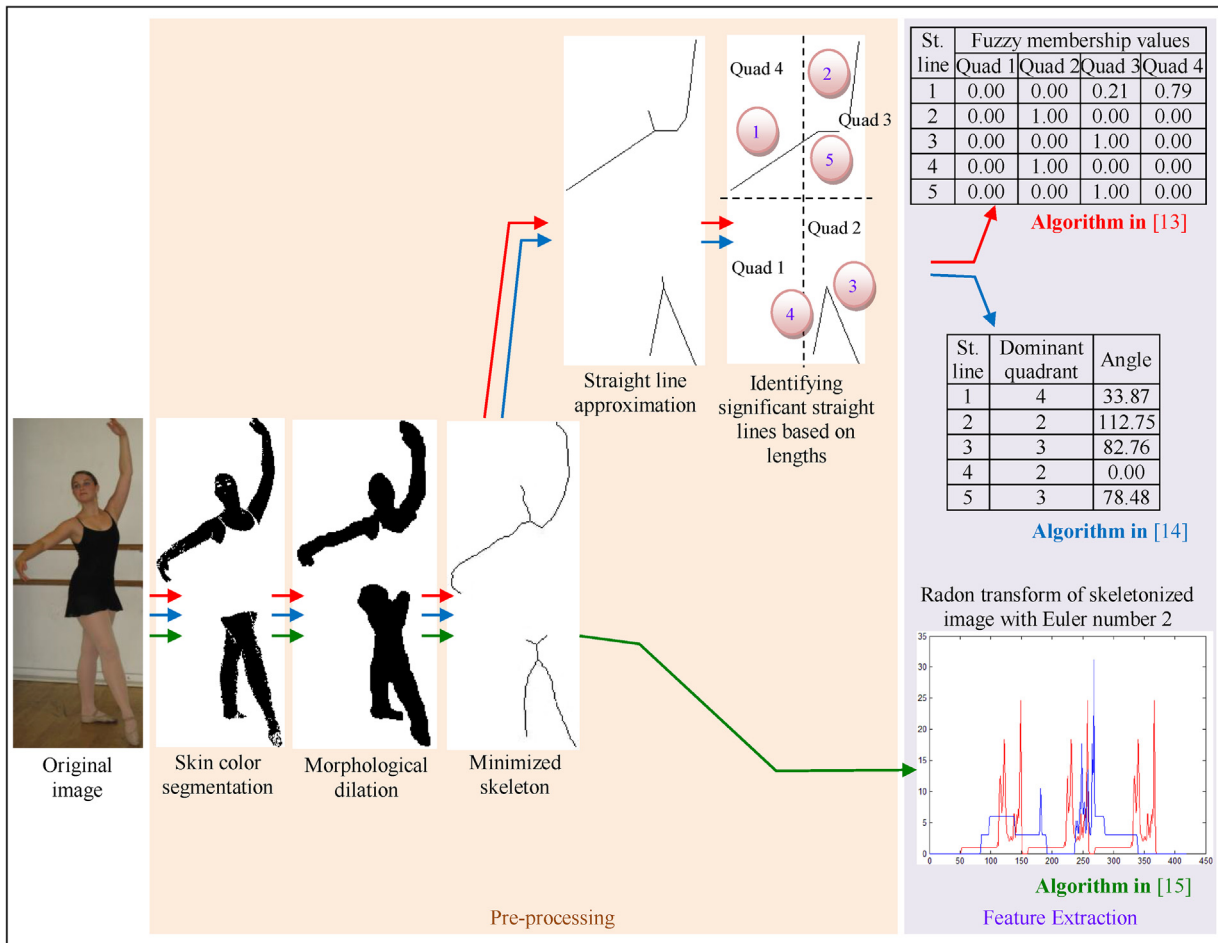 Quad 4
2
1
Quad 3
5
Quad 2
Quad 1
3
4
Straight line
approximation
Identifying
significant straight
lines based on
lengths
St. line Fuzzy membership values
Quad 1 Quad 2 Quad 3 Quad 4
1 0.00 0.00 0.21 0.79
2 0.00 1.00 0.00 0.00
3 0.00 0.00 1.00 0.00
4 0.00 1.00 0.00 0.00
5 0.00 0.00 1.00 0.00
Algorithm in [13]
St. line Dominant quadrant Angle
1 4 33.87
2 2 112.75
3 3 82.76
4 2 0.00
5 3 78.48
Algorithm in [14]
Original
image
Skin color
segmentation
Morphological
dilation
Minimized
skeleton
Radon transform of skeletonized
image with Euler number 2
35
30
25
20
15
10
5
0
0 50 100 150 200 250 300 350 400 450
Algorithm in [15]
Pre-processing
Feature Extraction